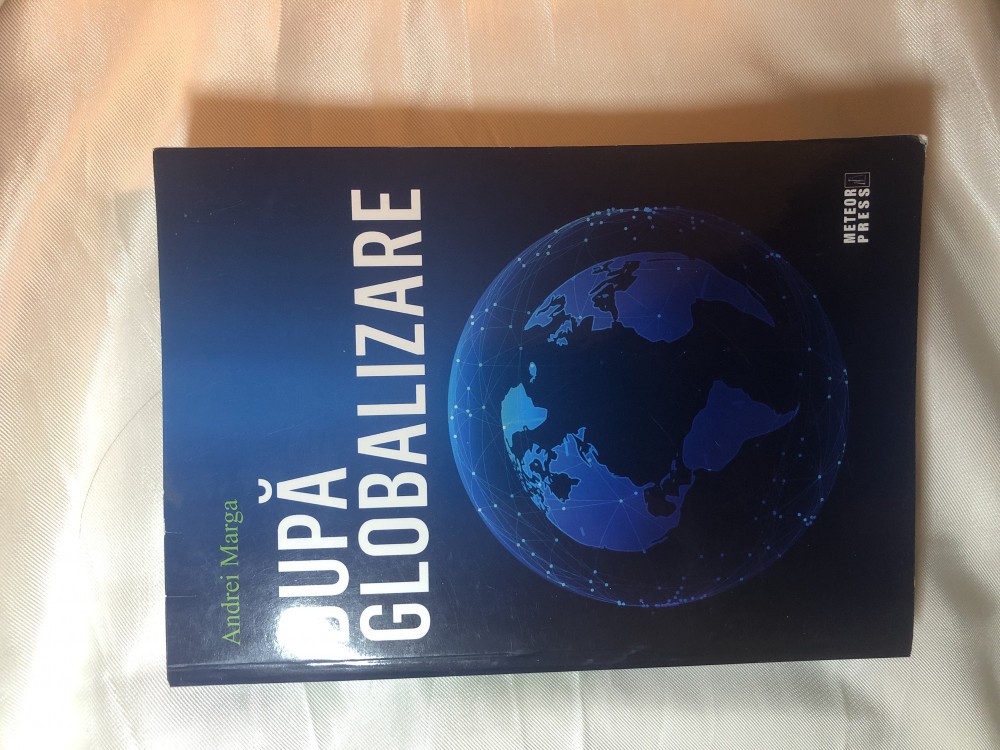 Andrei Marga
DUPĂ
GLOBALIZARE
METEOR
PRESS